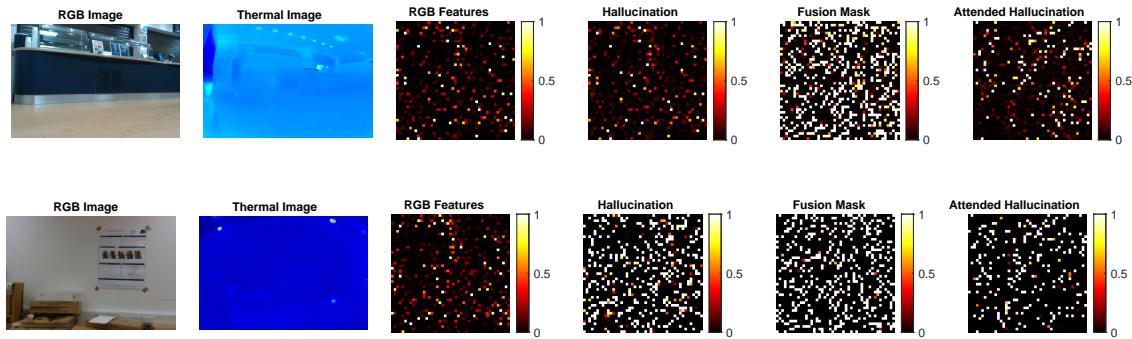 RGB Image
Thermal Image
RGB Features
Hallucination
Fusion Mask
Attended Hallucination
1
0.5
0
1
0.5
0
1
0.5
0
1
0.5
0
RGB Image
Thermal Image
RGB Features
Hallucination
Fusion Mask
Attended Hallucination
1
0.5
0
1
0.5
0
1
0.5
0
1
0.5
0